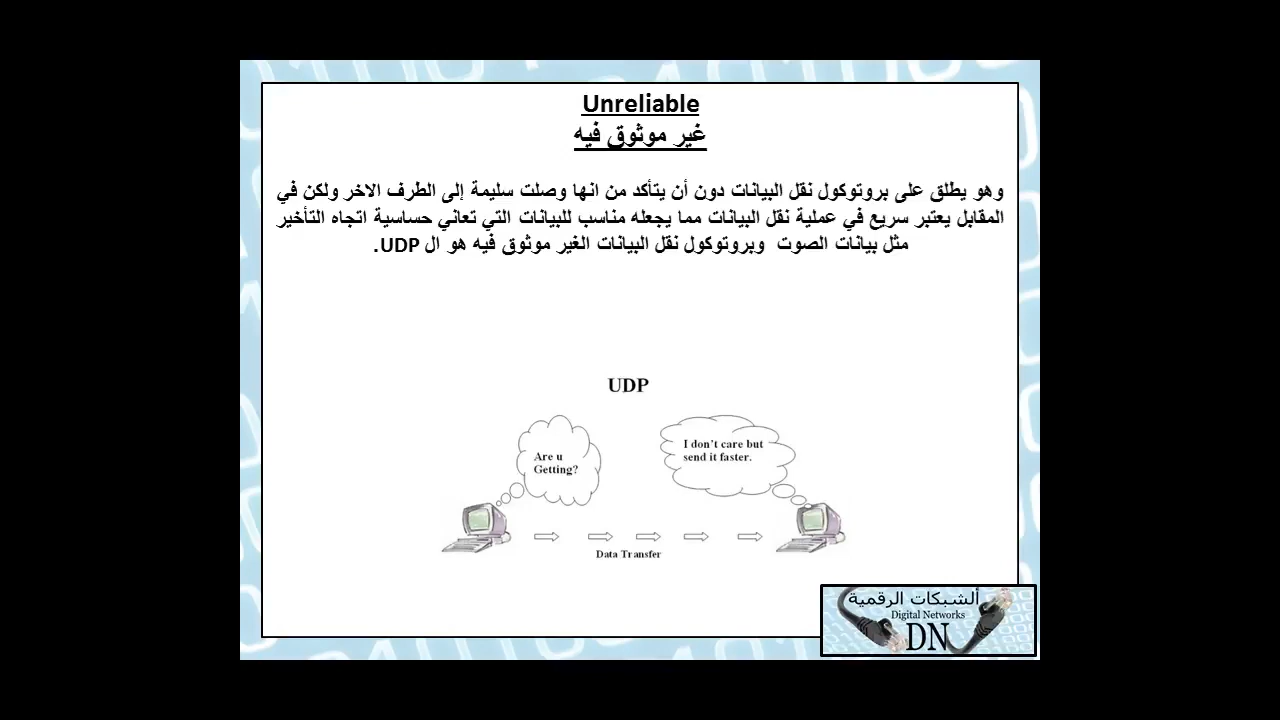 Unreliable
غير موثوق فيه
وهو يطلق على بروتوكول نقل البيانات دون أن يتأكد من انها وصلت سليمة إلى الطرف الاخر ولكن في
المقابل يعتبر سريع في عملية نقل البيانات مما يجعله مناسب للبيانات التي تعاني حساسية اتجاه التأخير
مثل بيانات الصوت وبروتوكول نقل البيانات الغير موثوق فيه هو ال UDP.
UDP
Are u
Getting?
I don't care but
send it faster.
Data Transfer
ألشبكات الرقمية
Digital Networks
DN